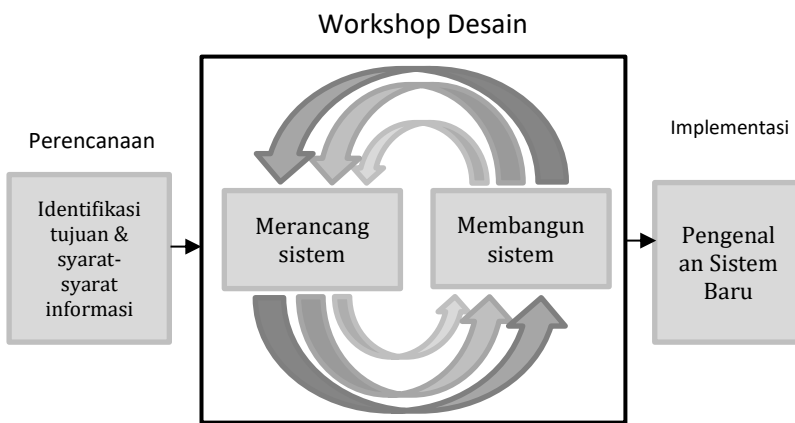 Workshop Desain
Perencanaan
Identifikasi
tujuan &
syarat-
syarat
informasi
Merancang
sistem
Membangun
sistem
Implementasi
Pengenal
an Sistem
Baru